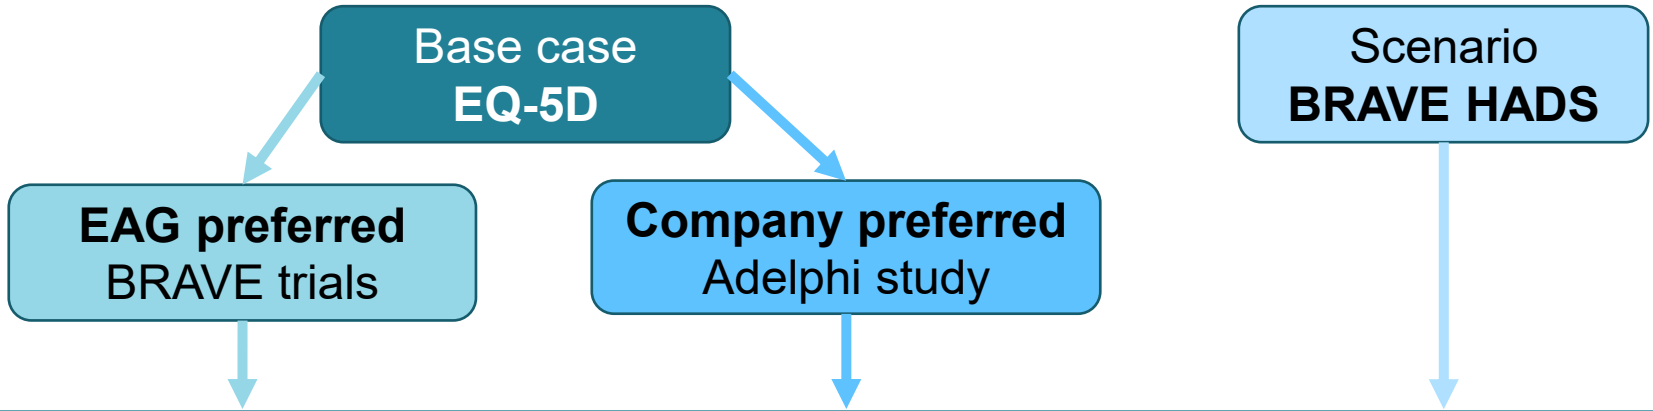 Base case
EQ-5D
Scenario
BRAVE HADS
EAG preferred
BRAVE trials
Company preferred
Adelphi study